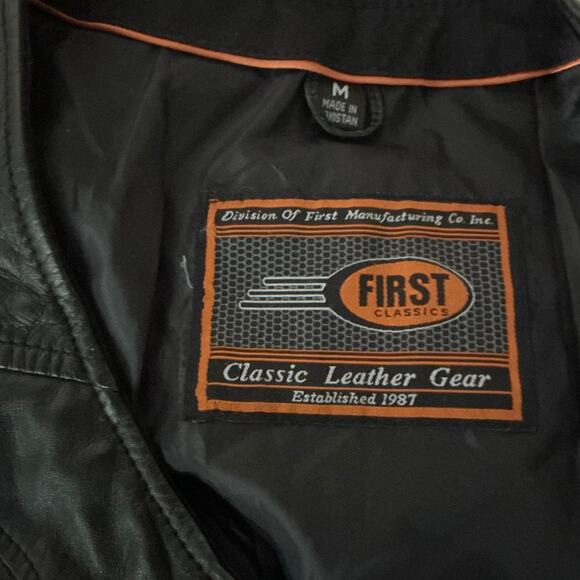 M
MADE IN
Division Of First Manufacturing Co. Inc.
FIRST
CLASSICS
Classic Leather Gear
Established 1987